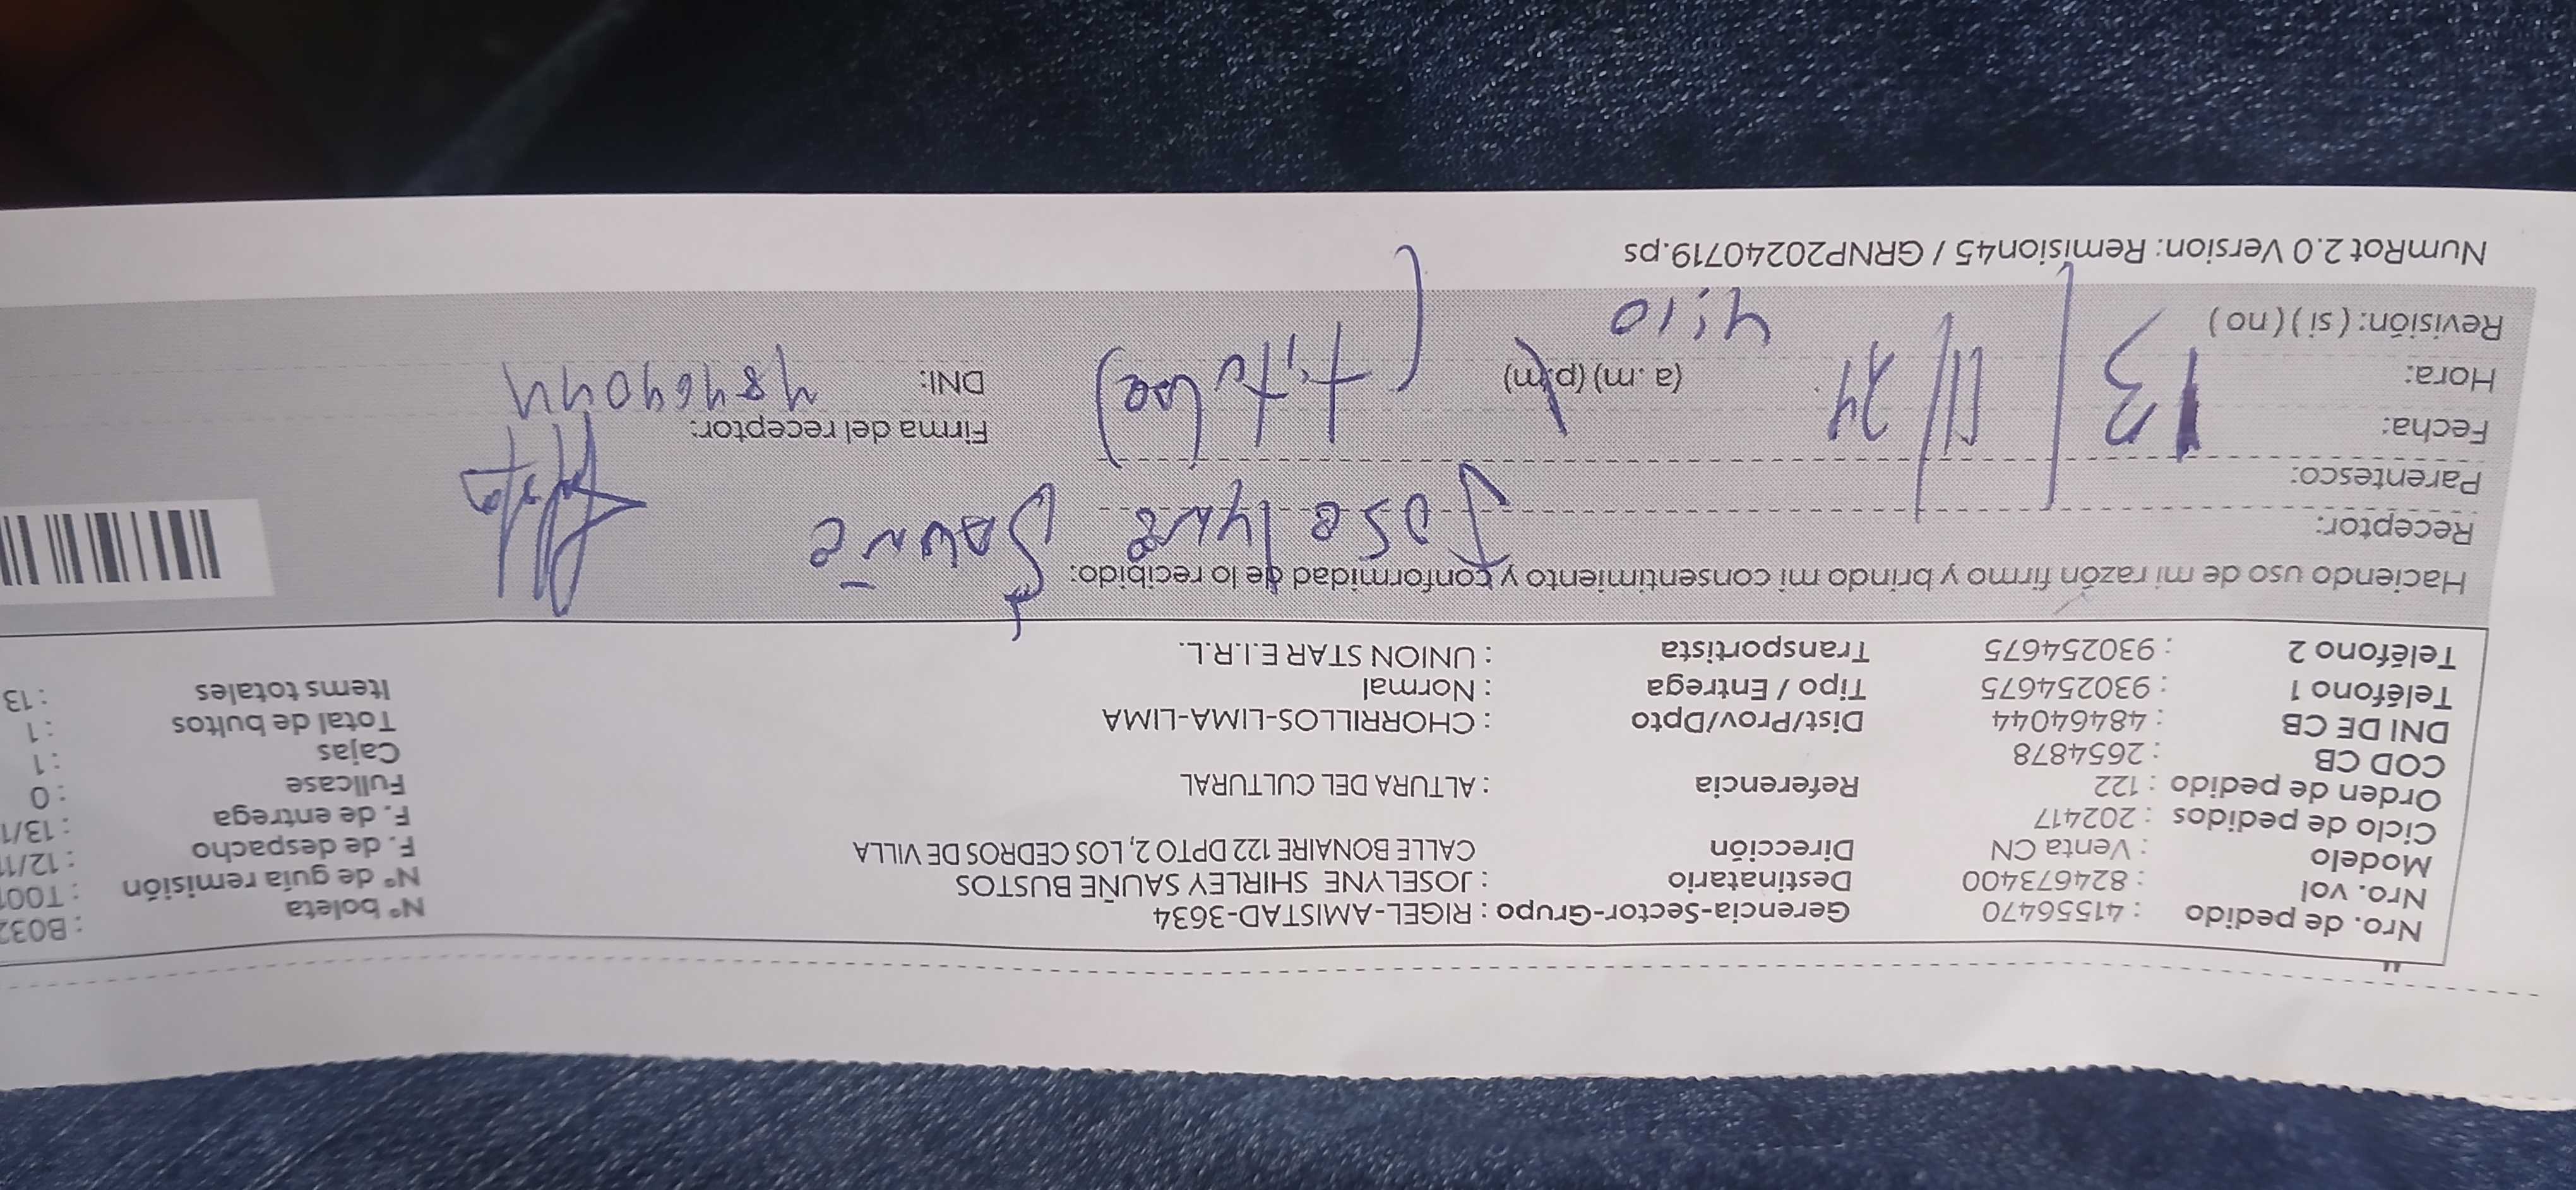 Nro. de pedido : 41556470 Gerencia-Sector-Grupo : RIGEL-AMISTAD-3634 N° boleta : B032
Nro. vol : 824673400 Destinatario : JOSELYNE SHIRLEY SAUÑE BUSTOS N° de guía remisión : T001
Modelo : Venta CN Dirección CALLE BONAIRE 122 DPTO 2, LOS CEDROS DE VILLA F. de despacho : 12/1
Ciclo de pedidos : 202417 F. de entrega : 13/1
Orden de pedido : 122 Referencia : ALTURA DEL CULTURAL Fullcase : 0
COD CB : 2654878 Cajas : 1
DNI DE CB : 48464044 Dist/Prov/Dpto : CHORRILLOS-LIMA-LIMA Total de bultos : 1
Teléfono 1 : 930254675 Tipo / Entrega : Normal Items totales : 13
Teléfono 2 : 930254675 Transportista : UNION STAR E.I.R.L.
Haciendo uso de mi razón firmo y brindo mi consentimiento y conformidad de lo recibido:
Receptor: Joselyne Sauñe
Parentesco: (titular)
Fecha: 13/11/24 Firma del receptor:
Hora: 4:10 (a.m) (p.m) DNI: 48464044
Revisión: ( si ) ( no )
NumRot 2.0 Version: Remision45 / GRNP20240719.ps